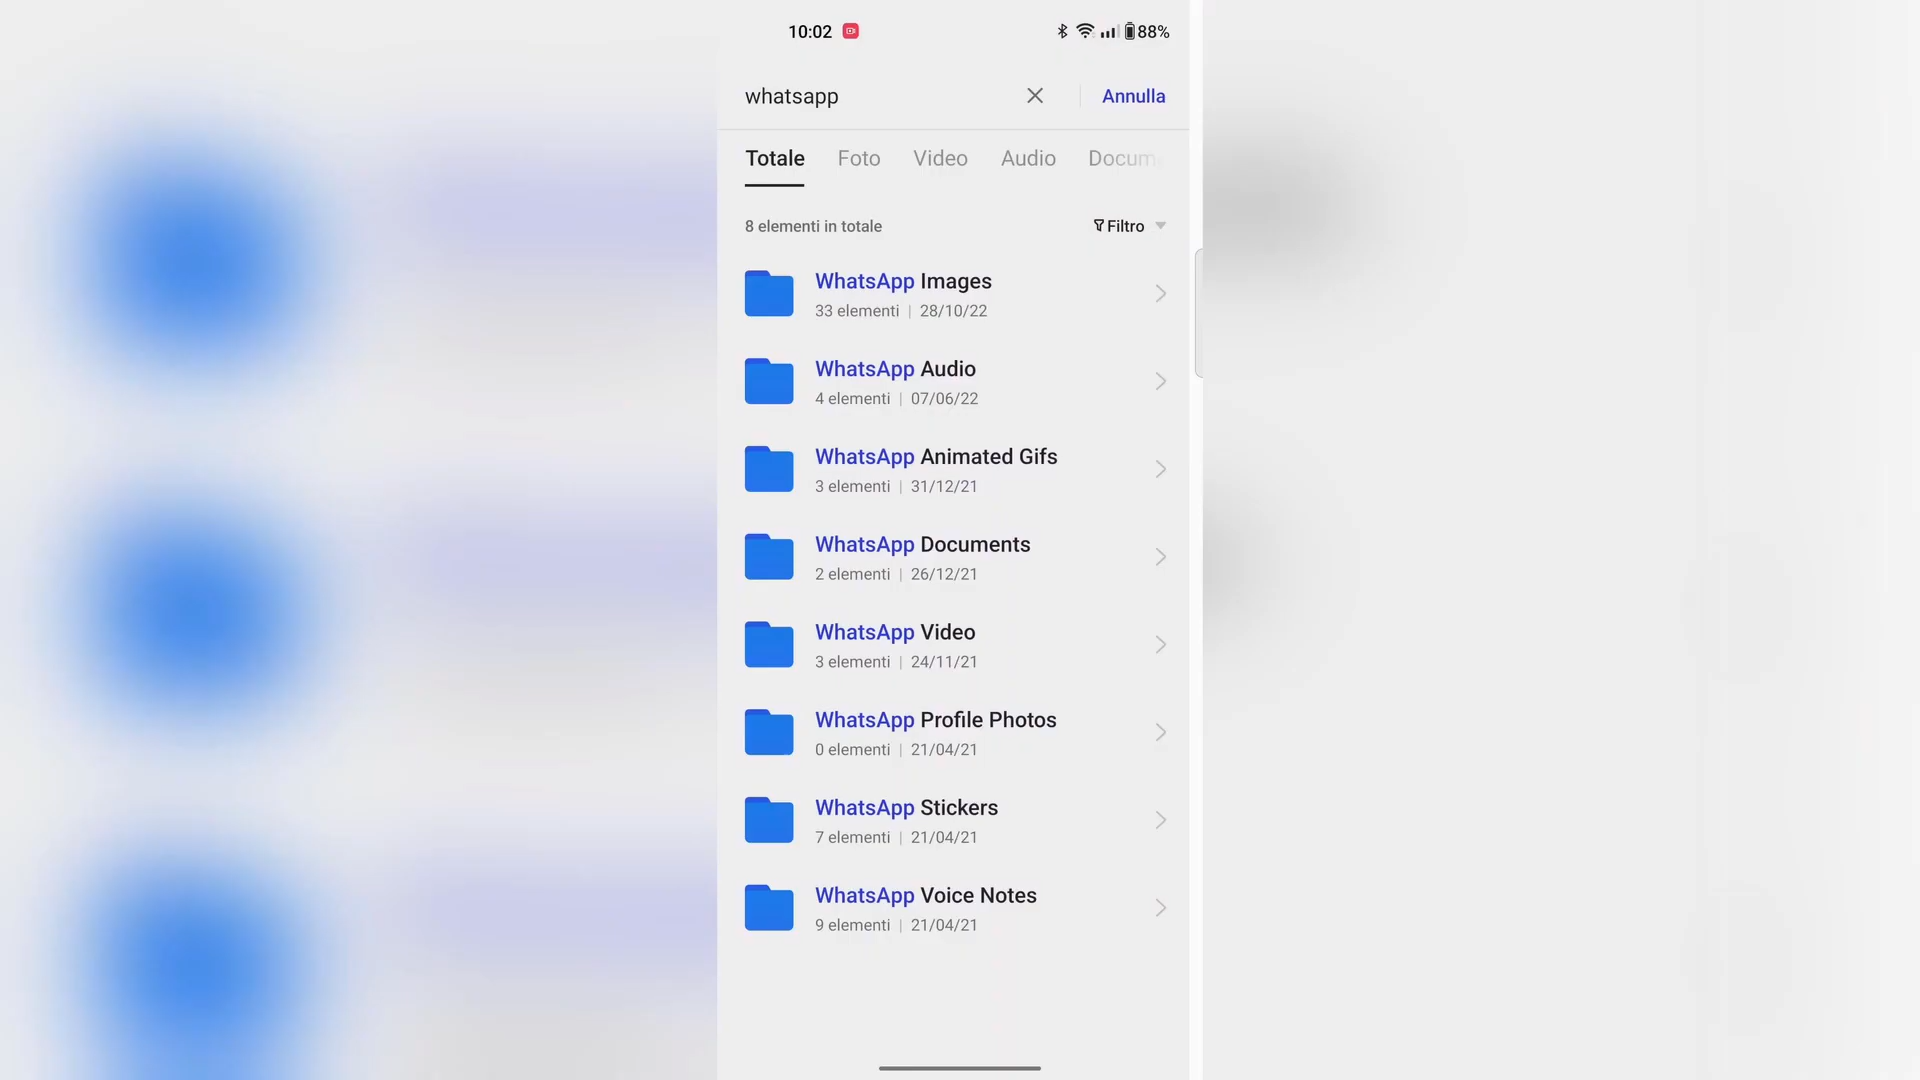 10:02 88%
whatsapp Annulla
Totale Foto Video Audio Docum
8 elementi in totale Filtro
WhatsApp Images
33 elementi | 28/10/22
WhatsApp Audio
4 elementi | 07/06/22
WhatsApp Animated Gifs
3 elementi | 31/12/21
WhatsApp Documents
2 elementi | 26/12/21
WhatsApp Video
3 elementi | 24/11/21
WhatsApp Profile Photos
0 elementi | 21/04/21
WhatsApp Stickers
7 elementi | 21/04/21
WhatsApp Voice Notes
9 elementi | 21/04/21